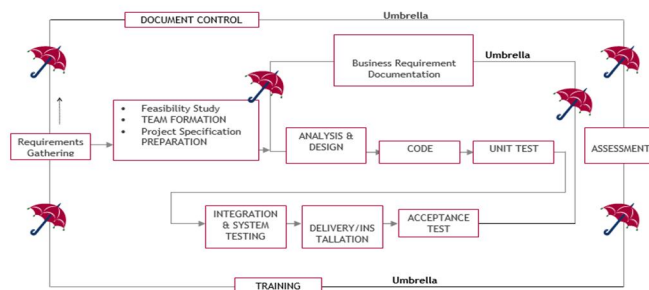 DOCUMENT CONTROL
Umbrella
Business Requirement
Documentation
Umbrella
• Feasibility Study
• TEAM FORMATION
• Project Specification
PREPARATION
Requirements
Gathering
ANALYSIS &
DESIGN
CODE
UNIT TEST
ASSESSMENT
INTEGRATION
& SYSTEM
TESTING
DELIVERY/INS
TALLATION
ACCEPTANCE
TEST
TRAINING
Umbrella